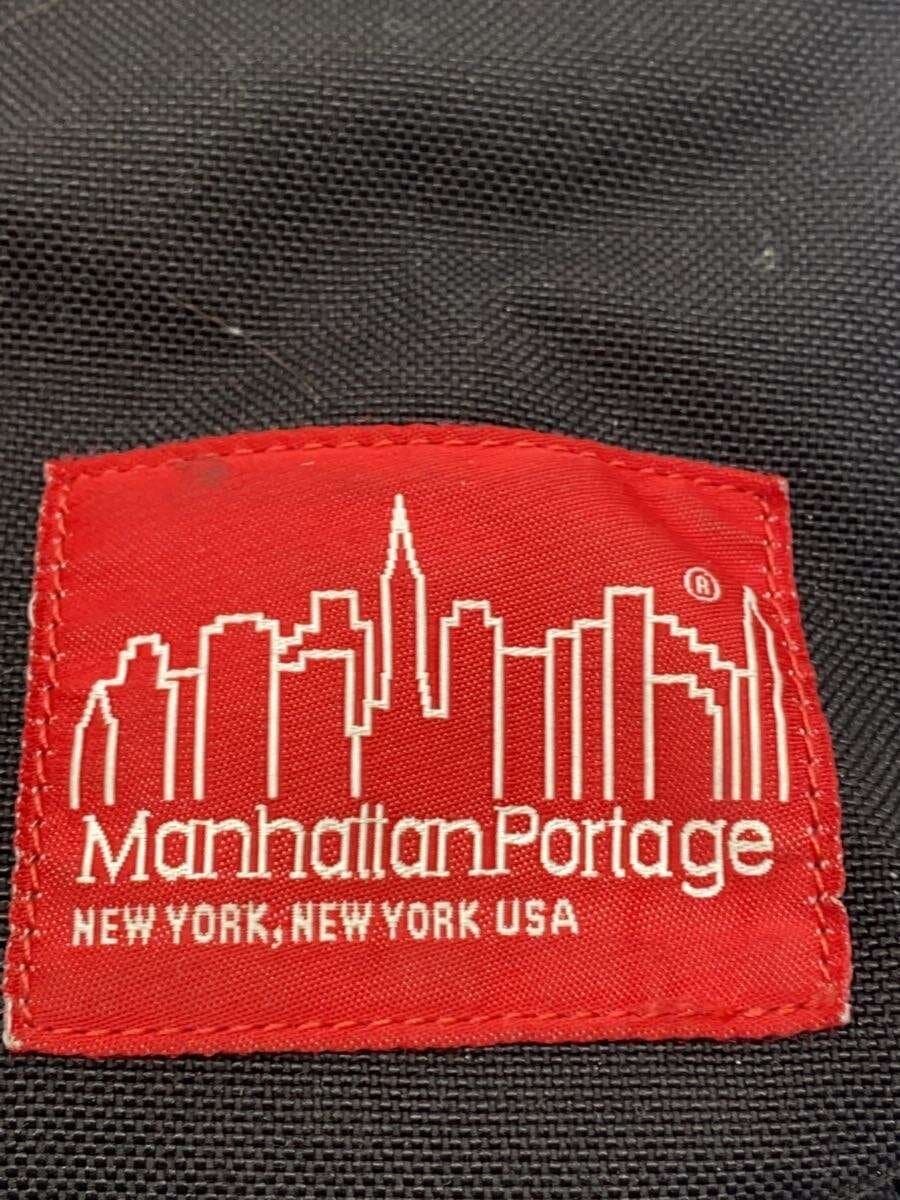 ®
ManhattanPortage
NEW YORK, NEW YORK USA